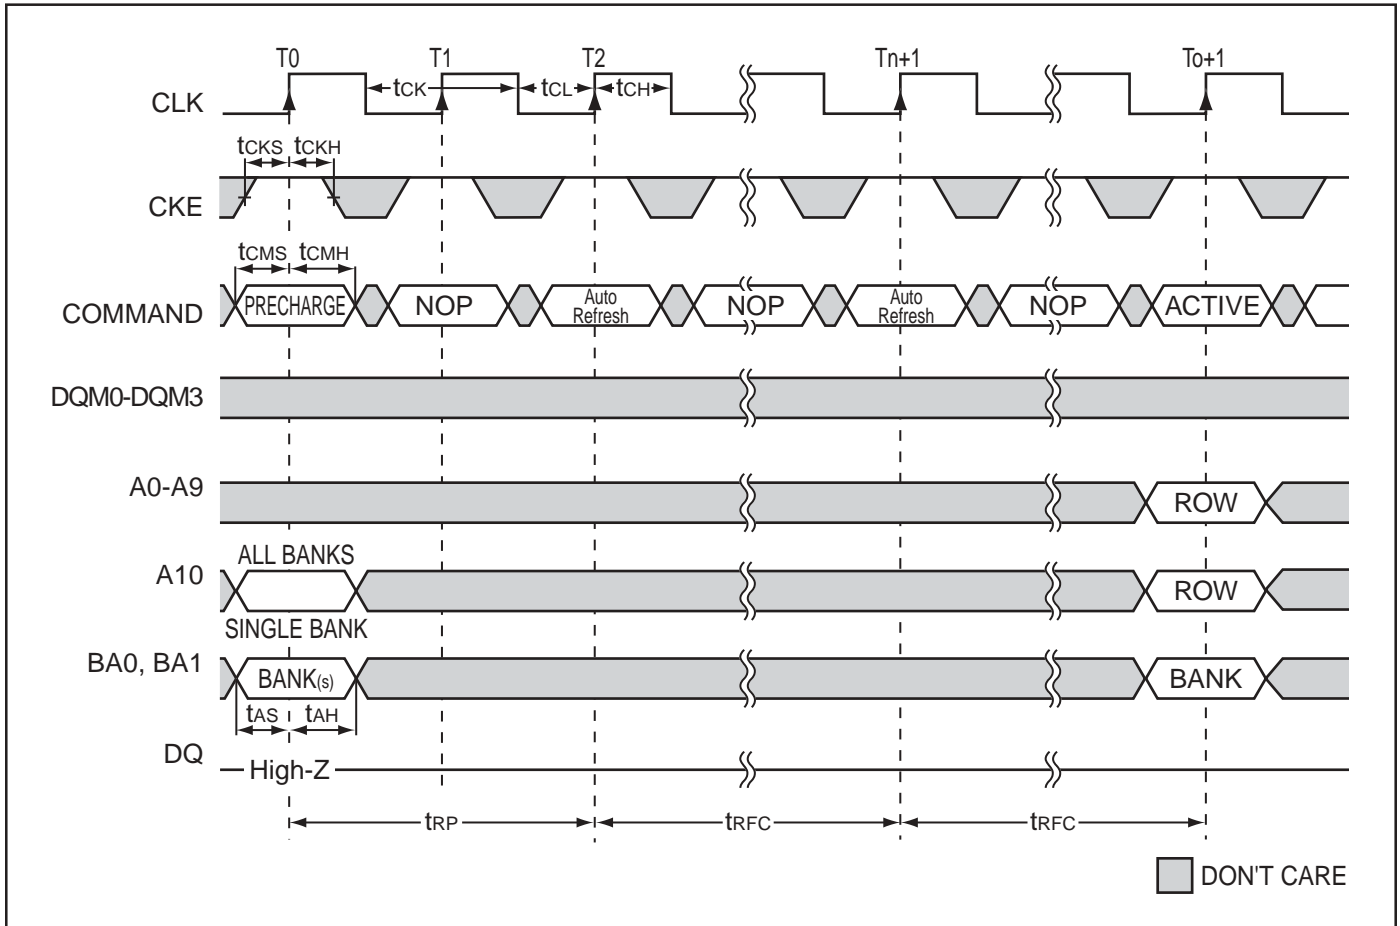 T0 T1 T2 Tn+1 To+1
tCK tCL tCH
CLK
tCKS tCKH
CKE
tCMS tCMH
COMMAND PRECHARGE NOP Auto Refresh NOP Auto Refresh NOP ACTIVE
DQM0-DQM3
A0-A9 ROW
ALL BANKS
A10 ROW
SINGLE BANK
BA0, BA1 BANK(s) BANK
tAS tAH
DQ High-Z
tRP tRFC tRFC
DON'T CARE